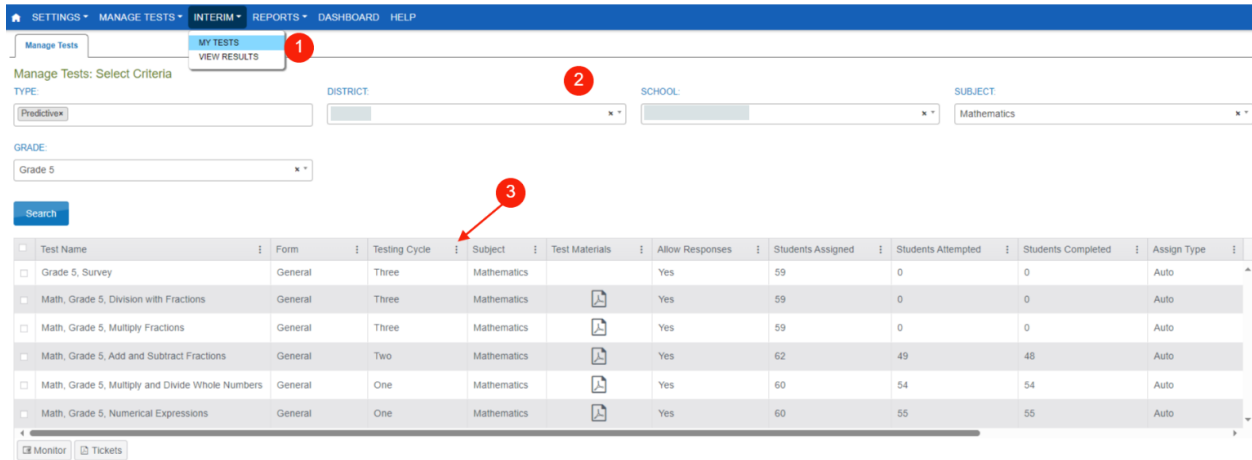 SETTINGS MANAGE TESTS INTERIM REPORTS DASHBOARD HELP
Manage Tests
MY TESTS
VIEW RESULTS
1
Manage Tests: Select Criteria
2
TYPE: DISTRICT: SCHOOL: SUBJECT:
Predictive× × × Mathematics ×
GRADE:
Grade 5 ×
3
Search
Test Name Form Testing Cycle Subject Test Materials Allow Responses Students Assigned Students Attempted Students Completed Assign Type
Grade 5, Survey General Three Mathematics Yes 59 0 0 Auto
Math, Grade 5, Division with Fractions General Three Mathematics Yes 59 0 0 Auto
Math, Grade 5, Multiply Fractions General Three Mathematics Yes 59 0 0 Auto
Math, Grade 5, Add and Subtract Fractions General Two Mathematics Yes 62 49 48 Auto
Math, Grade 5, Multiply and Divide Whole Numbers General One Mathematics Yes 60 54 54 Auto
Math, Grade 5, Numerical Expressions General One Mathematics Yes 60 55 55 Auto
Monitor Tickets